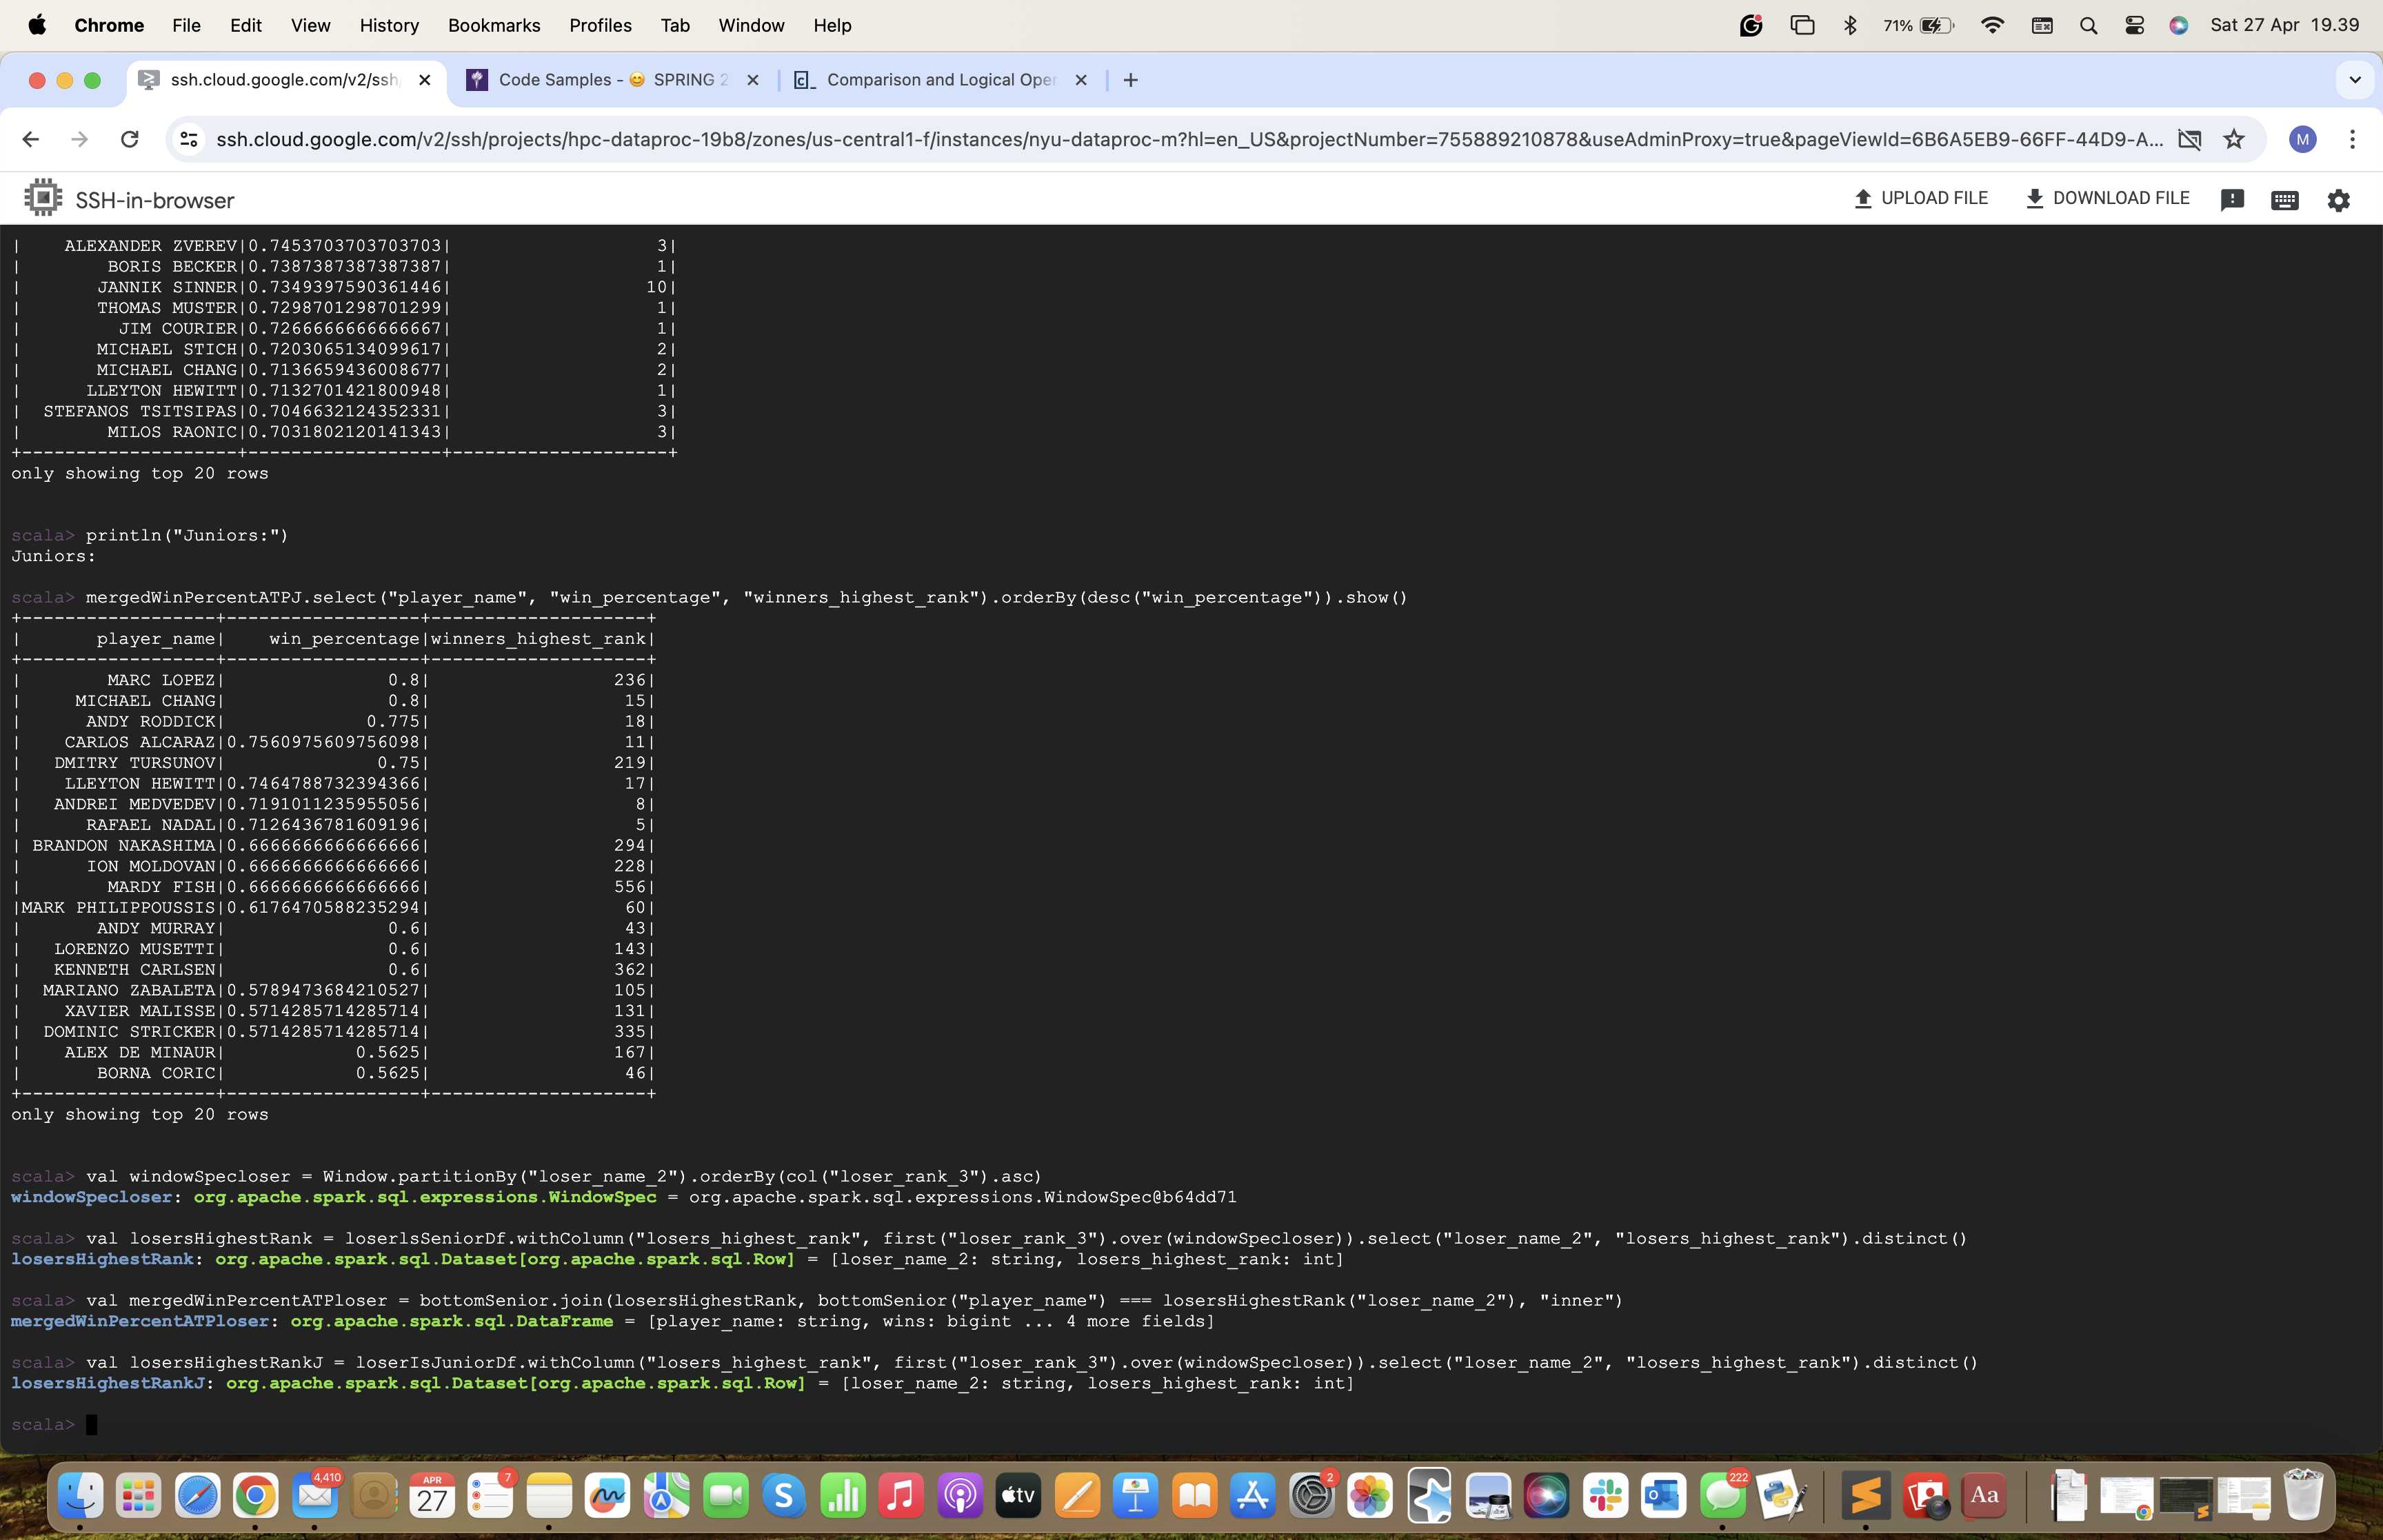 Chrome File Edit View History Bookmarks Profiles Tab Window Help 71% Sat 27 Apr 19.39
ssh.cloud.google.com/v2/ssh Code Samples - 😊 SPRING 2 Comparison and Logical Oper
ssh.cloud.google.com/v2/ssh/projects/hpc-dataproc-19b8/zones/us-central1-f/instances/nyu-dataproc-m?hl=en_US&projectNumber=755889210878&useAdminProxy=true&pageViewId=6B6A5EB9-66FF-44D9-A... M
SSH-in-browser UPLOAD FILE DOWNLOAD FILE
| ALEXANDER ZVEREV|0.7453703703703703| 3|
| BORIS BECKER|0.7387387387387387| 1|
| JANNIK SINNER|0.7349397590361446| 10|
| THOMAS MUSTER|0.7298701298701299| 1|
| JIM COURIER|0.7266666666666667| 1|
| MICHAEL STICH|0.7203065134099617| 2|
| MICHAEL CHANG|0.7136659436008677| 2|
| LLEYTON HEWITT|0.7132701421800948| 1|
| STEFANOS TSITSIPAS|0.7046632124352331| 3|
| MILOS RAONIC|0.7031802120141343| 3|
+--------------------+------------------+--------------------+
only showing top 20 rows
scala> println("Juniors:")
Juniors:
scala> mergedWinPercentATPJ.select("player_name", "win_percentage", "winners_highest_rank").orderBy(desc("win_percentage")).show()
+------------------+------------------+--------------------+
| player_name| win_percentage|winners_highest_rank|
+------------------+------------------+--------------------+
| MARC LOPEZ| 0.8| 236|
| MICHAEL CHANG| 0.8| 15|
| ANDY RODDICK| 0.775| 18|
| CARLOS ALCARAZ|0.7560975609756098| 11|
| DMITRY TURSUNOV| 0.75| 219|
| LLEYTON HEWITT|0.7464788732394366| 17|
| ANDREI MEDVEDEV|0.7191011235955056| 8|
| RAFAEL NADAL|0.7126436781609196| 5|
| BRANDON NAKASHIMA|0.6666666666666666| 294|
| ION MOLDOVAN|0.6666666666666666| 228|
| MARDY FISH|0.6666666666666666| 556|
|MARK PHILIPPOUSSIS|0.6176470588235294| 60|
| ANDY MURRAY| 0.6| 43|
| LORENZO MUSETTI| 0.6| 143|
| KENNETH CARLSEN| 0.6| 362|
| MARIANO ZABALETA|0.5789473684210527| 105|
| XAVIER MALISSE|0.5714285714285714| 131|
| DOMINIC STRICKER|0.5714285714285714| 335|
| ALEX DE MINAUR| 0.5625| 167|
| BORNA CORIC| 0.5625| 46|
+------------------+------------------+--------------------+
only showing top 20 rows
scala> val windowSpecloser = Window.partitionBy("loser_name_2").orderBy(col("loser_rank_3").asc)
windowSpecloser: org.apache.spark.sql.expressions.WindowSpec = org.apache.spark.sql.expressions.WindowSpec@b64dd71
scala> val losersHighestRank = loserlsSeniorDf.withColumn("losers_highest_rank", first("loser_rank_3").over(windowSpecloser)).select("loser_name_2", "losers_highest_rank").distinct()
losersHighestRank: org.apache.spark.sql.Dataset[org.apache.spark.sql.Row] = [loser_name_2: string, losers_highest_rank: int]
scala> val mergedWinPercentATPloser = bottomSenior.join(losersHighestRank, bottomSenior("player_name") === losersHighestRank("loser_name_2"), "inner")
mergedWinPercentATPloser: org.apache.spark.sql.DataFrame = [player_name: string, wins: bigint ... 4 more fields]
scala> val losersHighestRankJ = loserIsJuniorDf.withColumn("losers_highest_rank", first("loser_rank_3").over(windowSpecloser)).select("loser_name_2", "losers_highest_rank").distinct()
losersHighestRankJ: org.apache.spark.sql.Dataset[org.apache.spark.sql.Row] = [loser_name_2: string, losers_highest_rank: int]
scala>
4,410 APR 27 7 S tv 2 222 Aa